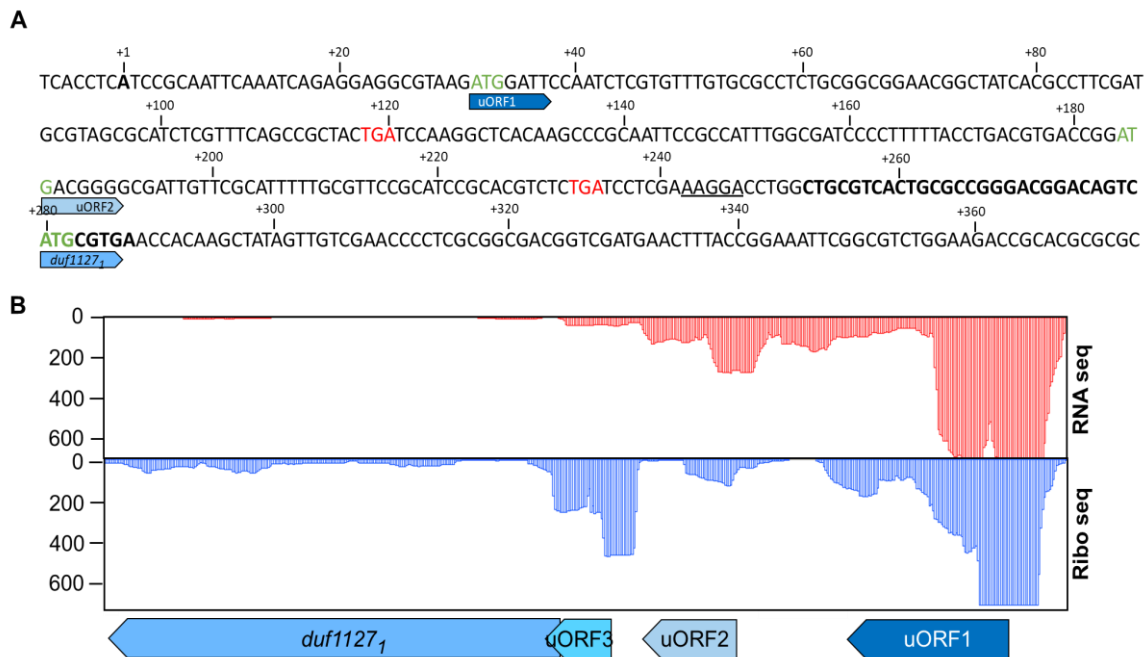 A
+1 +20 +40 +60 +80
TCACCTCATCCGCAATTCAAATCAGAGGAGGCGTAAGATGGATTCCAATCTCGTGTTTGTGCGCCTCTGCGGCGGAACGGCTATCACGCCTTCGAT
uORF1
+100 +120 +140 +160 +180
GCGTAGCGCATCTCGTTTCAGCCGCTACTGATCCAAGGCTCACAAGCCCGCAATTCCGCCATTTGGCGATCCCCTTTTTACCTGACGTGACCGGAT
+200 +220 +240 +260
GACGGGGCGATTGTTCGCATTTTTGCGTTCCGCATCCGCACGTCTCTGATCCTCGAAAGGACCTGGCTGCGTCACTGCGCCGGGACGGACAGTC
uORF2
+280 +300 +320 +340 +360
ATGCGTGAACCACAAGCTATAGTTGTCGAACCCCTCGCGGCGACGGTCGATGAACTTTACCGGAAATTCGGCGTCTGGAAGACCGCACGCGCGC
duf1127₁
B
0
200
400
600
RNA seq
0
200
400
600
Ribo seq
duf1127₁ uORF3 uORF2 uORF1